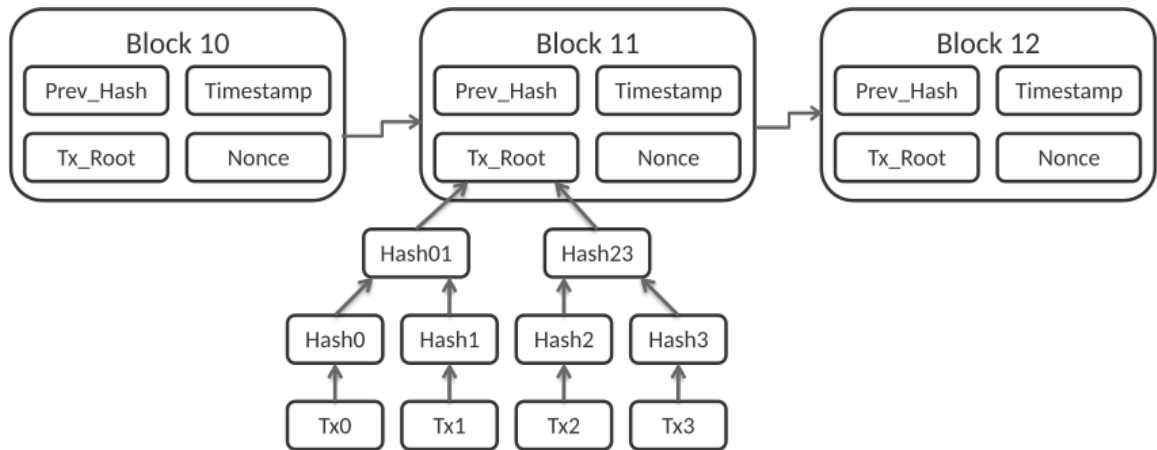 Block 10 Block 11 Block 12
Prev_Hash Timestamp Prev_Hash Timestamp Prev_Hash Timestamp
Tx_Root Nonce Tx_Root Nonce Tx_Root Nonce
Hash01 Hash23
Hash0 Hash1 Hash2 Hash3
Tx0 Tx1 Tx2 Tx3